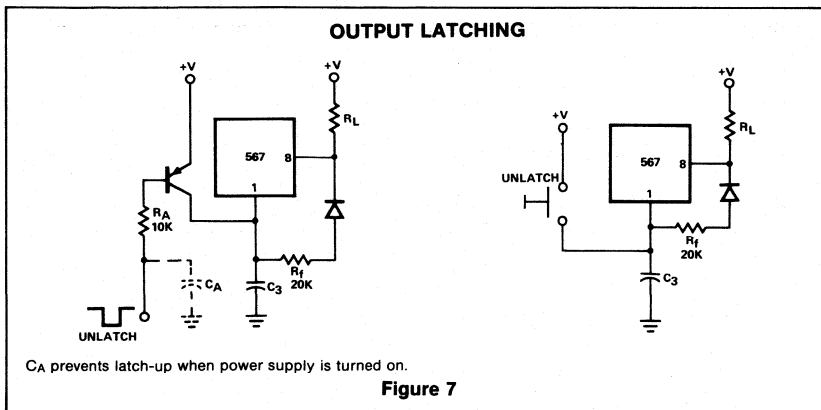 OUTPUT LATCHING
+V
+V
RL
567
8
1
RA
10K
Rf
20K
C3
CA
UNLATCH
+V
+V
RL
567
8
1
UNLATCH
Rf
20K
C3
CA prevents latch-up when power supply is turned on.
Figure 7